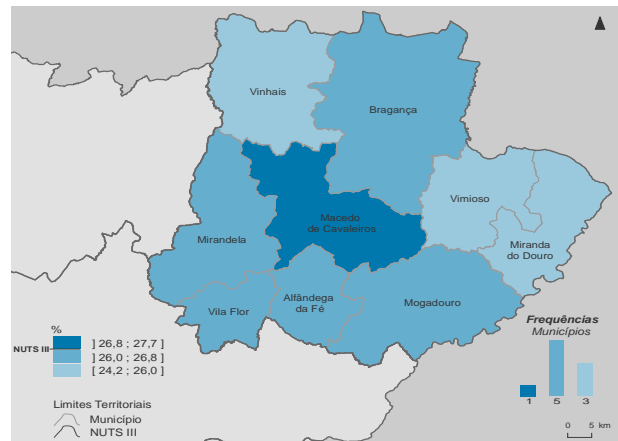 Vinhais
Bragança
Vimioso
Macedo
de Cavaleiros
Mirandela
Miranda
do Douro
Vila Flor
Alfândega
da Fé
Mogadouro
%
NUTS III
] 26,8 ; 27,7 ]
] 26,0 ; 26,8 ]
[ 24,2 ; 26,0 ]
Limites Territoriais
Município
NUTS III
Frequências
Municípios
1 5 3
0 5 km